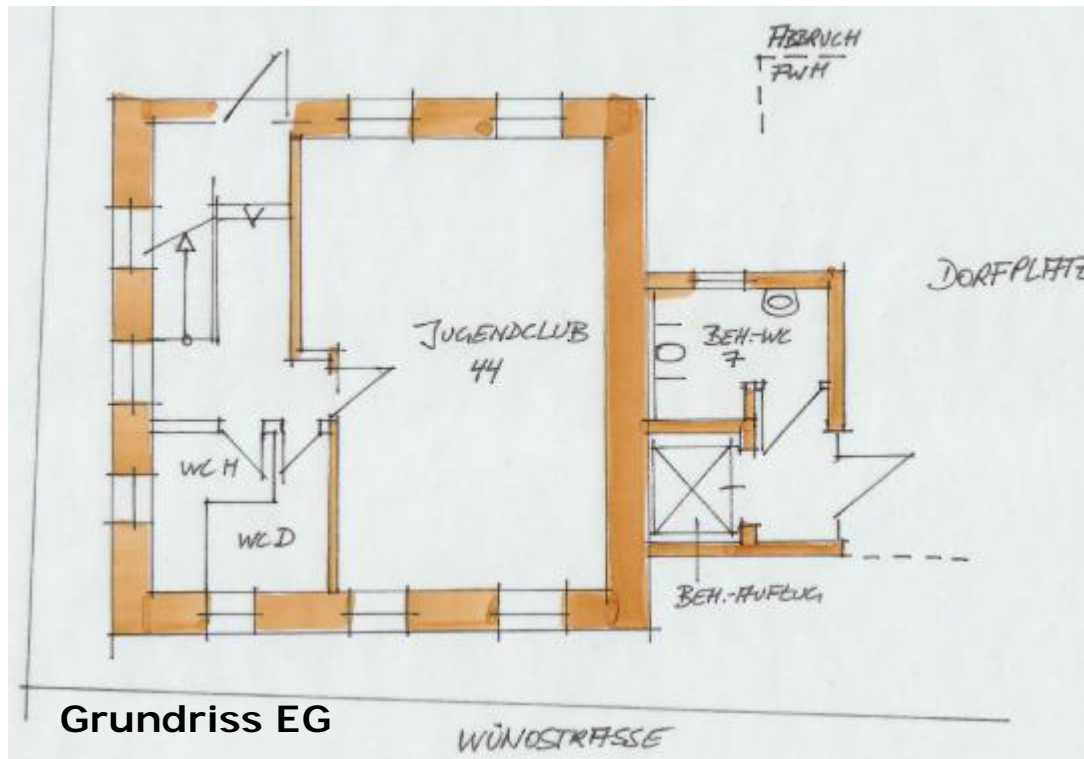 ABBRUCH
FWH
DORFPLATZ
JUGENDCLUB
44
BEH.-WC
7
WC H
WC D
BEH.-AUFZUG
Grundriss EG
WÜNOSTRASSE